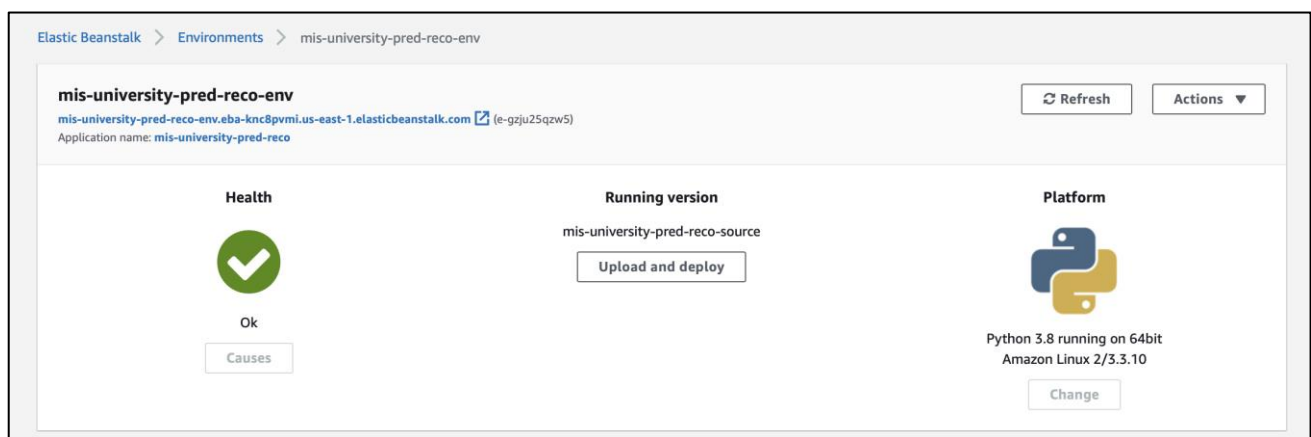 Elastic Beanstalk > Environments > mis-university-pred-reco-env
mis-university-pred-reco-env
Refresh
Actions ▼
mis-university-pred-reco-env.eba-knc8pvmi.us-east-1.elasticbeanstalk.com (e-gzju25qzw5)
Application name: mis-university-pred-reco
Health
Ok
Causes
Running version
mis-university-pred-reco-source
Upload and deploy
Platform
Python 3.8 running on 64bit
Amazon Linux 2/3.3.10
Change